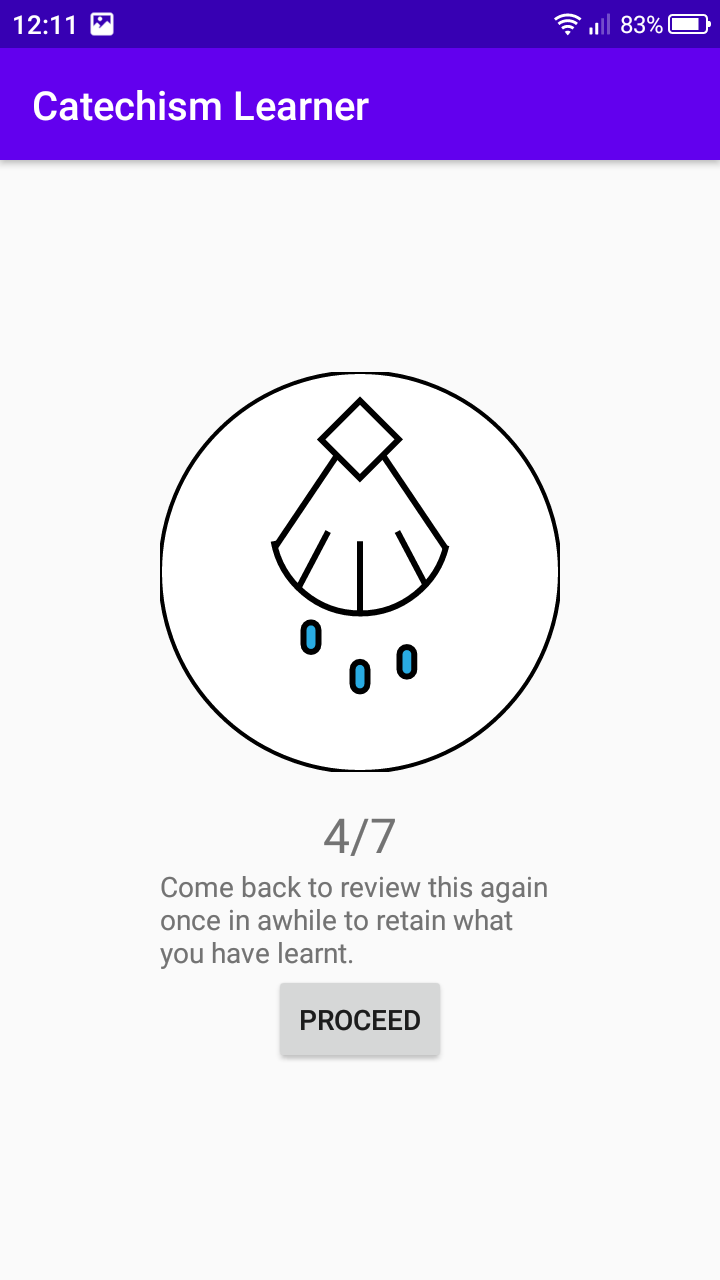 12:11
83%
Catechism Learner
4/7
Come back to review this again
once in awhile to retain what
you have learnt.
PROCEED